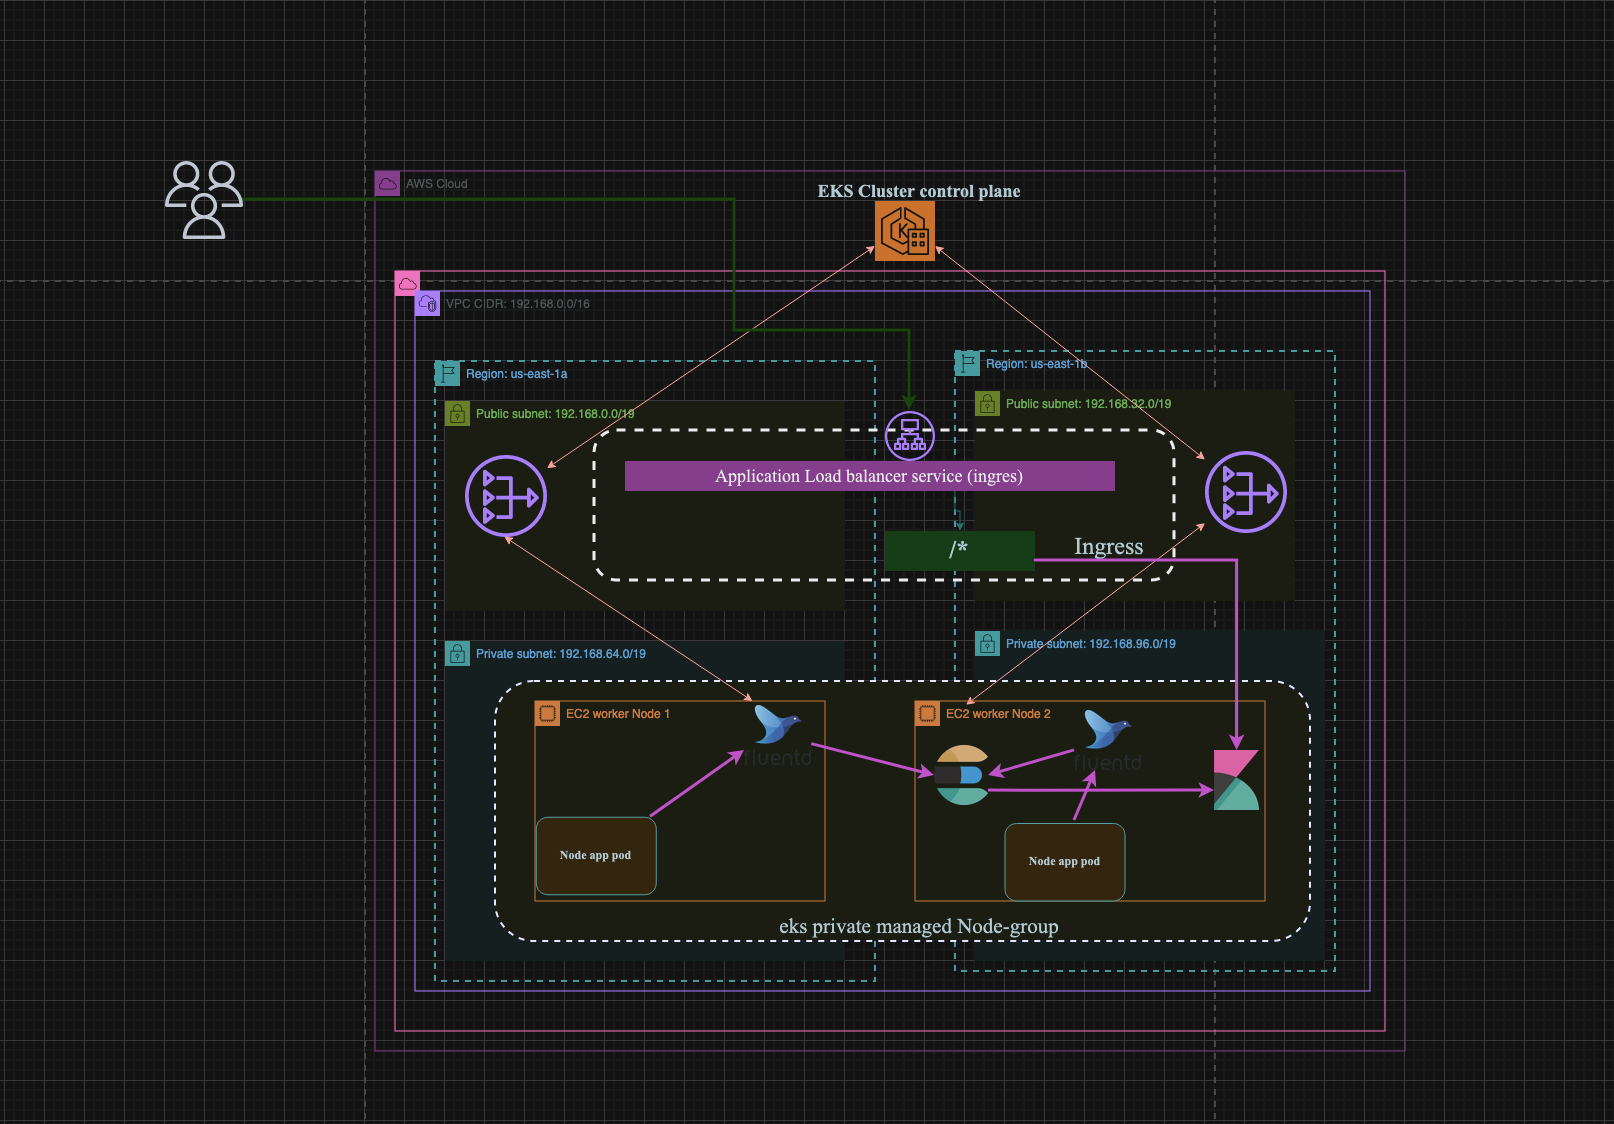 AWS Cloud
EKS Cluster control plane
VPC CIDR: 192.168.0.0/16
Region: us-east-1a
Region: us-east-1b
Public subnet: 192.168.0.0/19
Public subnet: 192.168.32.0/19
Application Load balancer service (ingres)
/*
Ingress
Private subnet: 192.168.64.0/19
Private subnet: 192.168.96.0/19
EC2 worker Node 1
EC2 worker Node 2
fluentd
fluentd
Node app pod
Node app pod
eks private managed Node-group